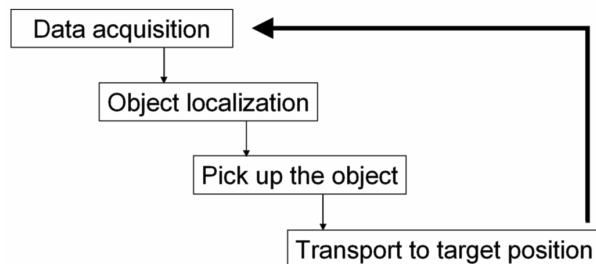 Data acquisition
Object localization
Pick up the object
Transport to target position